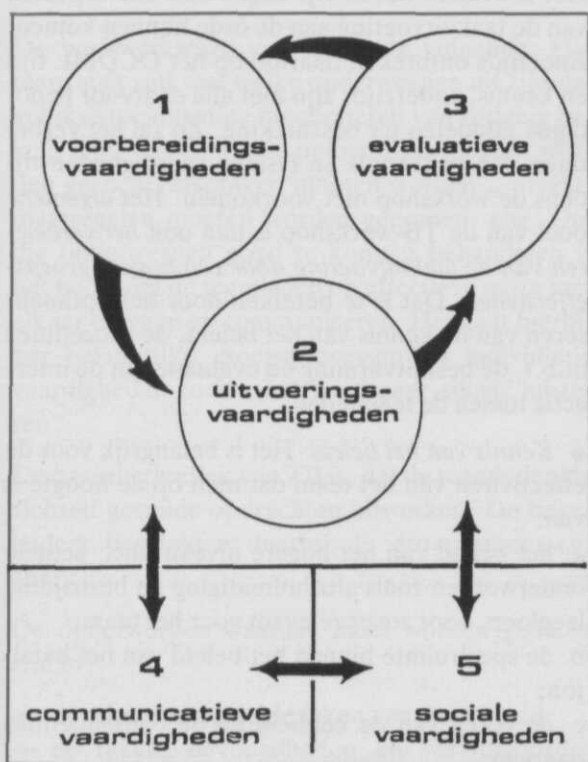 1
voorbereidings-
vaardigheden
3
evaluatieve
vaardigheden
2
uitvoerings-
vaardigheden
4
communicatieve
vaardigheden
5
sociale
vaardigheden